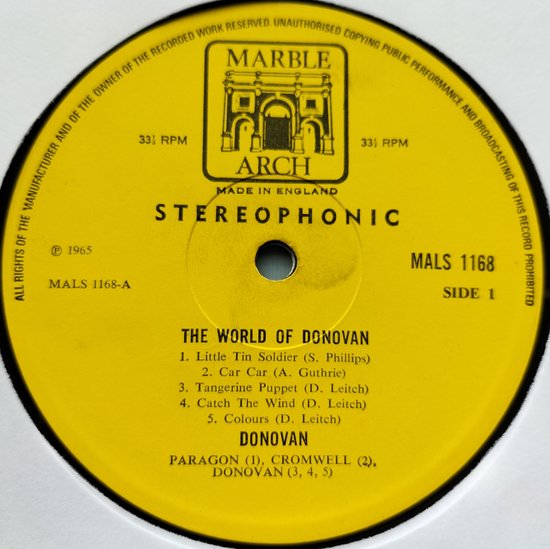 ALL RIGHTS OF THE MANUFACTURER AND OF THE OWNER OF THE RECORDED WORK RESERVED. UNAUTHORISED COPYING PUBLIC PERFORMANCE AND BROADCASTING OF THIS RECORD PROHIBITED
MARBLE
ARCH
33⅓ RPM
33⅓ RPM
MADE IN ENGLAND
STEREOPHONIC
℗ 1965
MALS 1168
MALS 1168-A
SIDE 1
THE WORLD OF DONOVAN
1. Little Tin Soldier (S. Phillips)
2. Car Car (A. Guthrie)
3. Tangerine Puppet (D. Leitch)
4. Catch The Wind (D. Leitch)
5. Colours (D. Leitch)
DONOVAN
PARAGON (1), CROMWELL (2),
DONOVAN (3, 4, 5)